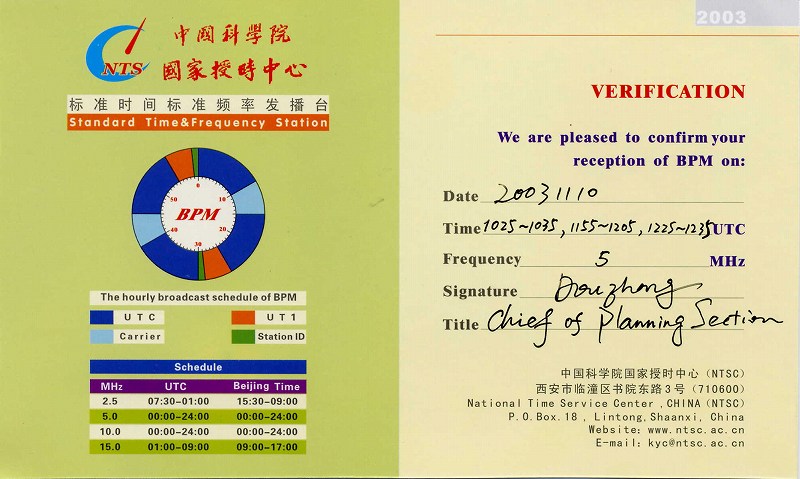 NTS
中國科學院
國家授時中心
标准时间标准频率发播台
Standard Time&Frequency Station
0
10
20
30
40
50
BPM
The hourly broadcast schedule of BPM
UTC UT1
Carrier Station ID
Schedule
MHz UTC Beijing Time
2.5 07:30-01:00 15:30-09:00
5.0 00:00-24:00 00:00-24:00
10.0 00:00-24:00 00:00-24:00
15.0 01:00-09:00 09:00-17:00
2003
VERIFICATION
We are pleased to confirm your
reception of BPM on:
Date 20031110
Time 1025~1035, 1155~1205, 1225~1235 UTC
Frequency 5 MHz
Signature Douzhong
Title Chief of Planning Section
中国科学院国家授时中心 (NTSC)
西安市临潼区书院东路3号 (710600)
National Time Service Center, CHINA (NTSC)
P.O.Box.18, Lintong, Shaanxi, China
Website: www.ntsc.ac.cn
E-mail: kyc@ntsc.ac.cn